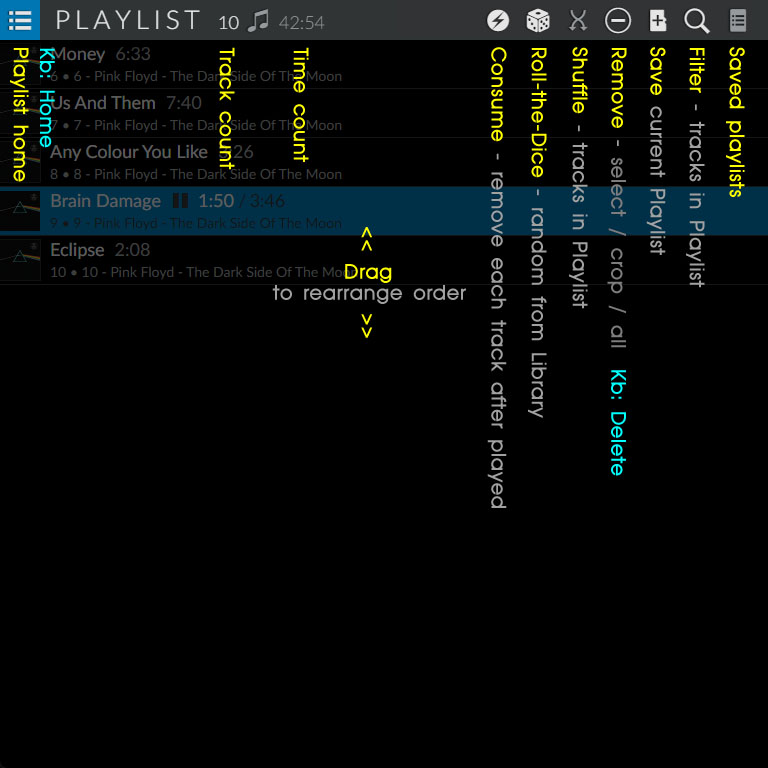 PLAYLIST 10 42:54
Money 6:33
6 • 6 - Pink Floyd - The Dark Side Of The Moon
Us And Them 7:40
7 • 7 - Pink Floyd - The Dark Side Of The Moon
Any Colour You Like
8 • 8 - Pink Floyd - The Dark Side Of The Moon
Brain Damage 1:50 / 3:46
9 • 9 - Pink Floyd - The Dark Side Of The Moon
Eclipse 2:08
10 • 10 - Pink Floyd - The Dark Side Of The Moon
Playlist home
Kb: Home
Track count
Time count
Drag
to rearrange order
Consume - remove each track after played
Roll-the-Dice - random from Library
Shuffle - tracks in Playlist
Remove - select / crop / all Kb: Delete
Save current Playlist
Filter - tracks in Playlist
Saved playlists